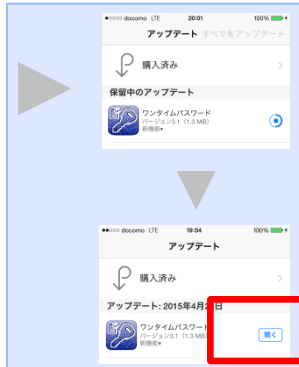 docomo LTE 20:01 100%
アップデート すべてをアップデート
購入済み
保留中のアップデート
ワンタイムパスワード
バージョン3.1 (1.3 MB)
新機能▾
docomo LTE 19:54 100%
アップデート
購入済み
アップデート: 2015年4月2 日
ワンタイムパスワード
バージョン3.1 (1.3 MB)
新機能▾
開く